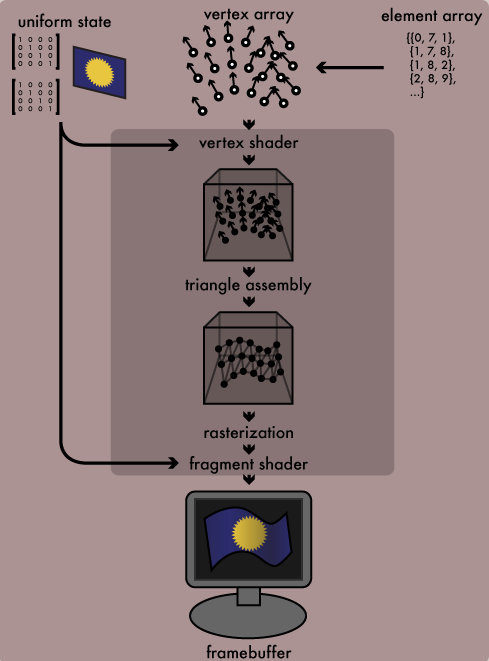 uniform state
vertex array
element array
1 0 0 0
0 1 0 0
0 0 1 0
0 0 0 1
1 0 0 0
0 1 0 0
0 0 1 0
0 0 0 1
{{0, 7, 1},
{1, 7, 8},
{1, 8, 2},
{2, 8, 9},
...}
vertex shader
triangle assembly
rasterization
fragment shader
framebuffer